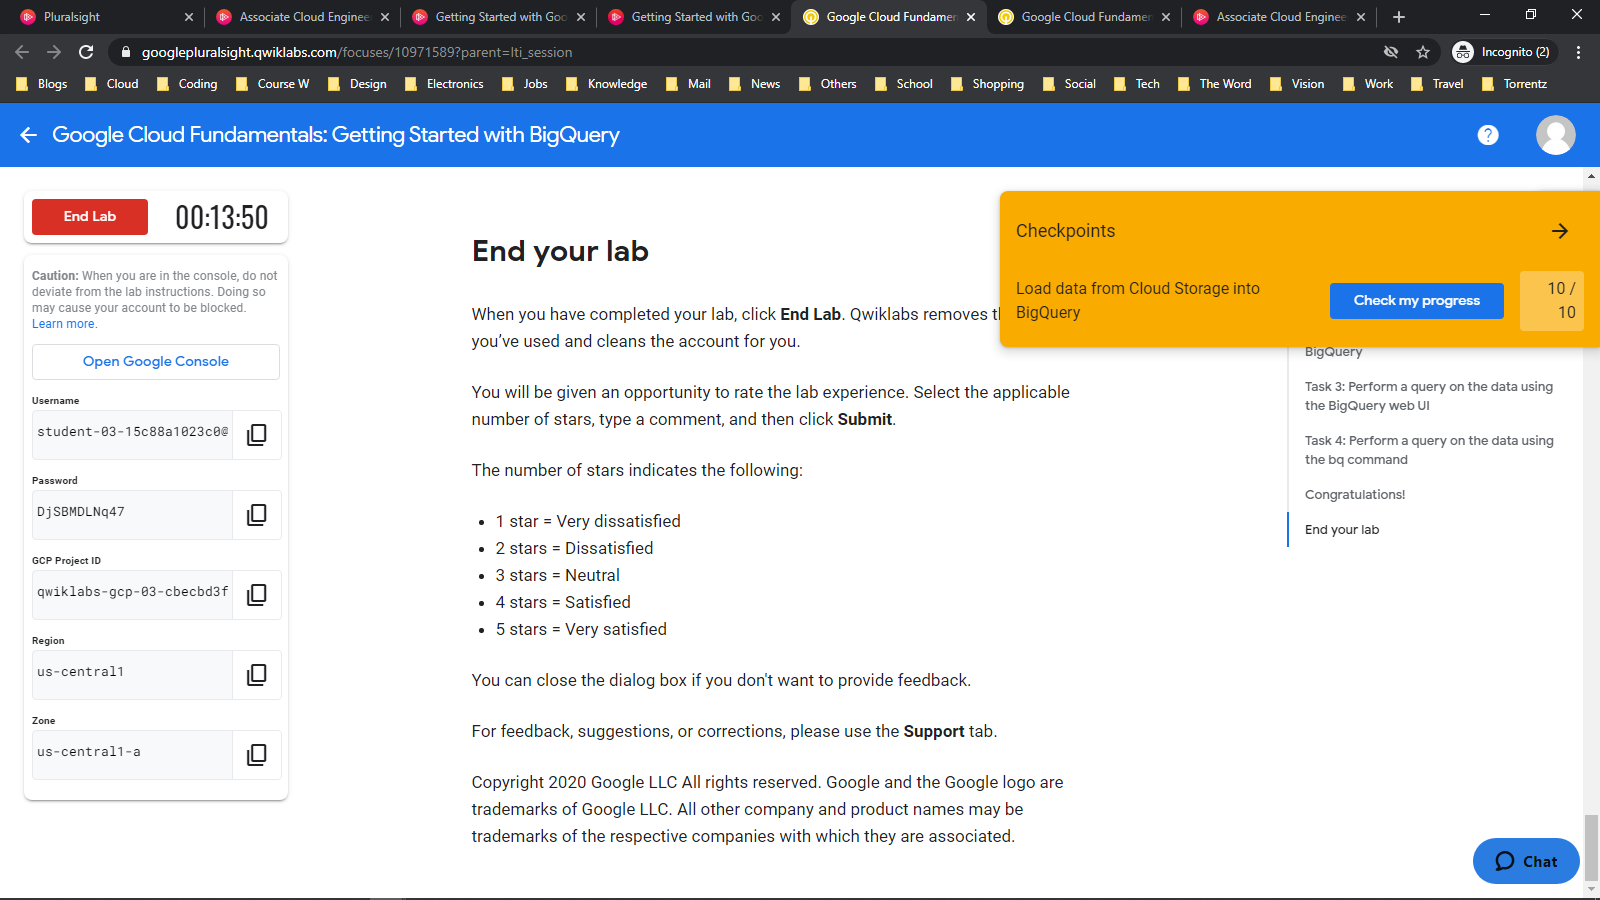 Pluralsight
Associate Cloud Enginee
Getting Started with Goo
Getting Started with Goo
Google Cloud Fundamen
Google Cloud Fundamen
Associate Cloud Enginee
googlepluralsight.qwiklabs.com/focuses/10971589?parent=lti_session
Incognito (2)
Blogs Cloud Coding Course W Design Electronics Jobs Knowledge Mail News Others School Shopping Social Tech The Word Vision Work Travel Torrentz
Google Cloud Fundamentals: Getting Started with BigQuery
?
End Lab
00:13:50
Caution: When you are in the console, do not
deviate from the lab instructions. Doing so
may cause your account to be blocked.
Learn more.
Open Google Console
Username
student-03-15c88a1023c0@
Password
DjSBMDLNq47
GCP Project ID
qwiklabs-gcp-03-cbecbd3f
Region
us-central1
Zone
us-central1-a
End your lab
When you have completed your lab, click End Lab. Qwiklabs removes th
you’ve used and cleans the account for you.
You will be given an opportunity to rate the lab experience. Select the applicable
number of stars, type a comment, and then click Submit.
The number of stars indicates the following:
• 1 star = Very dissatisfied
• 2 stars = Dissatisfied
• 3 stars = Neutral
• 4 stars = Satisfied
• 5 stars = Very satisfied
You can close the dialog box if you don't want to provide feedback.
For feedback, suggestions, or corrections, please use the Support tab.
Copyright 2020 Google LLC All rights reserved. Google and the Google logo are
trademarks of Google LLC. All other company and product names may be
trademarks of the respective companies with which they are associated.
Checkpoints
Load data from Cloud Storage into
BigQuery
Check my progress
10 /
10
BigQuery
Task 3: Perform a query on the data using
the BigQuery web UI
Task 4: Perform a query on the data using
the bq command
Congratulations!
End your lab
Chat